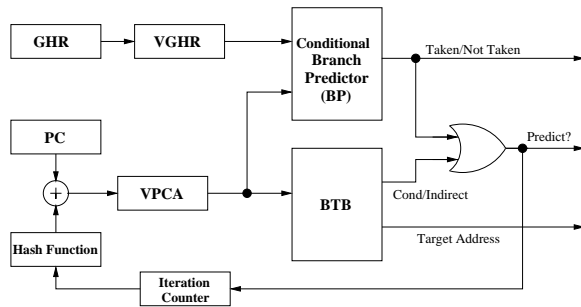 GHR
VGHR
Conditional
Branch
Predictor
(BP)
Taken/Not Taken
PC
Predict?
+
VPCA
BTB
Cond/Indirect
Target Address
Hash Function
Iteration
Counter